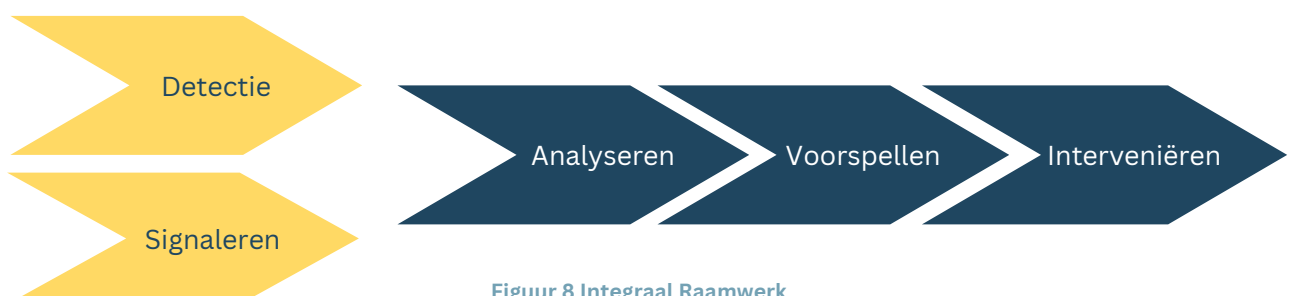 Detectie
Signaleren
Analyseren
Voorspellen
Interveniëren
Figuur 8 Integraal Raamwerk